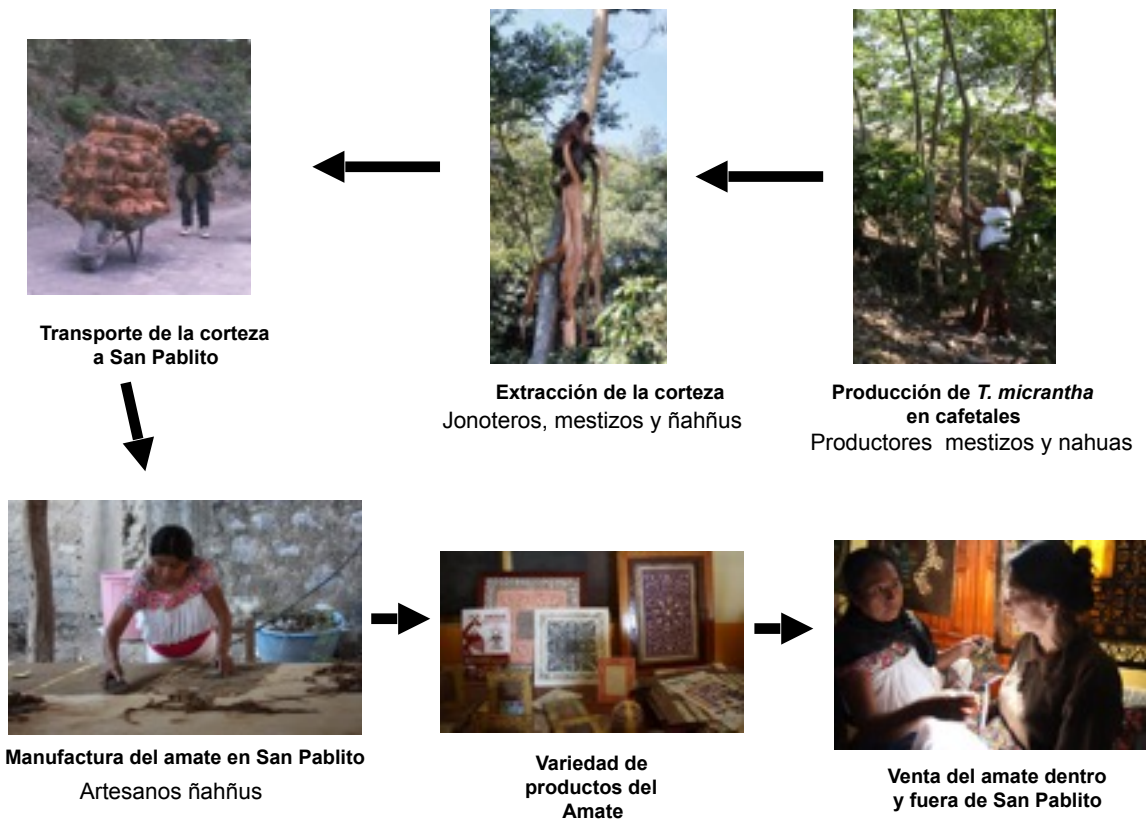 Transporte de la corteza
a San Pablito
Extracción de la corteza
Jonoteros, mestizos y ñahñus
Producción de T. micrantha
en cafetales
Productores mestizos y nahuas
Manufactura del amate en San Pablito
Artesanos ñahñus
Variedad de
productos del
Amate
Venta del amate dentro
y fuera de San Pablito